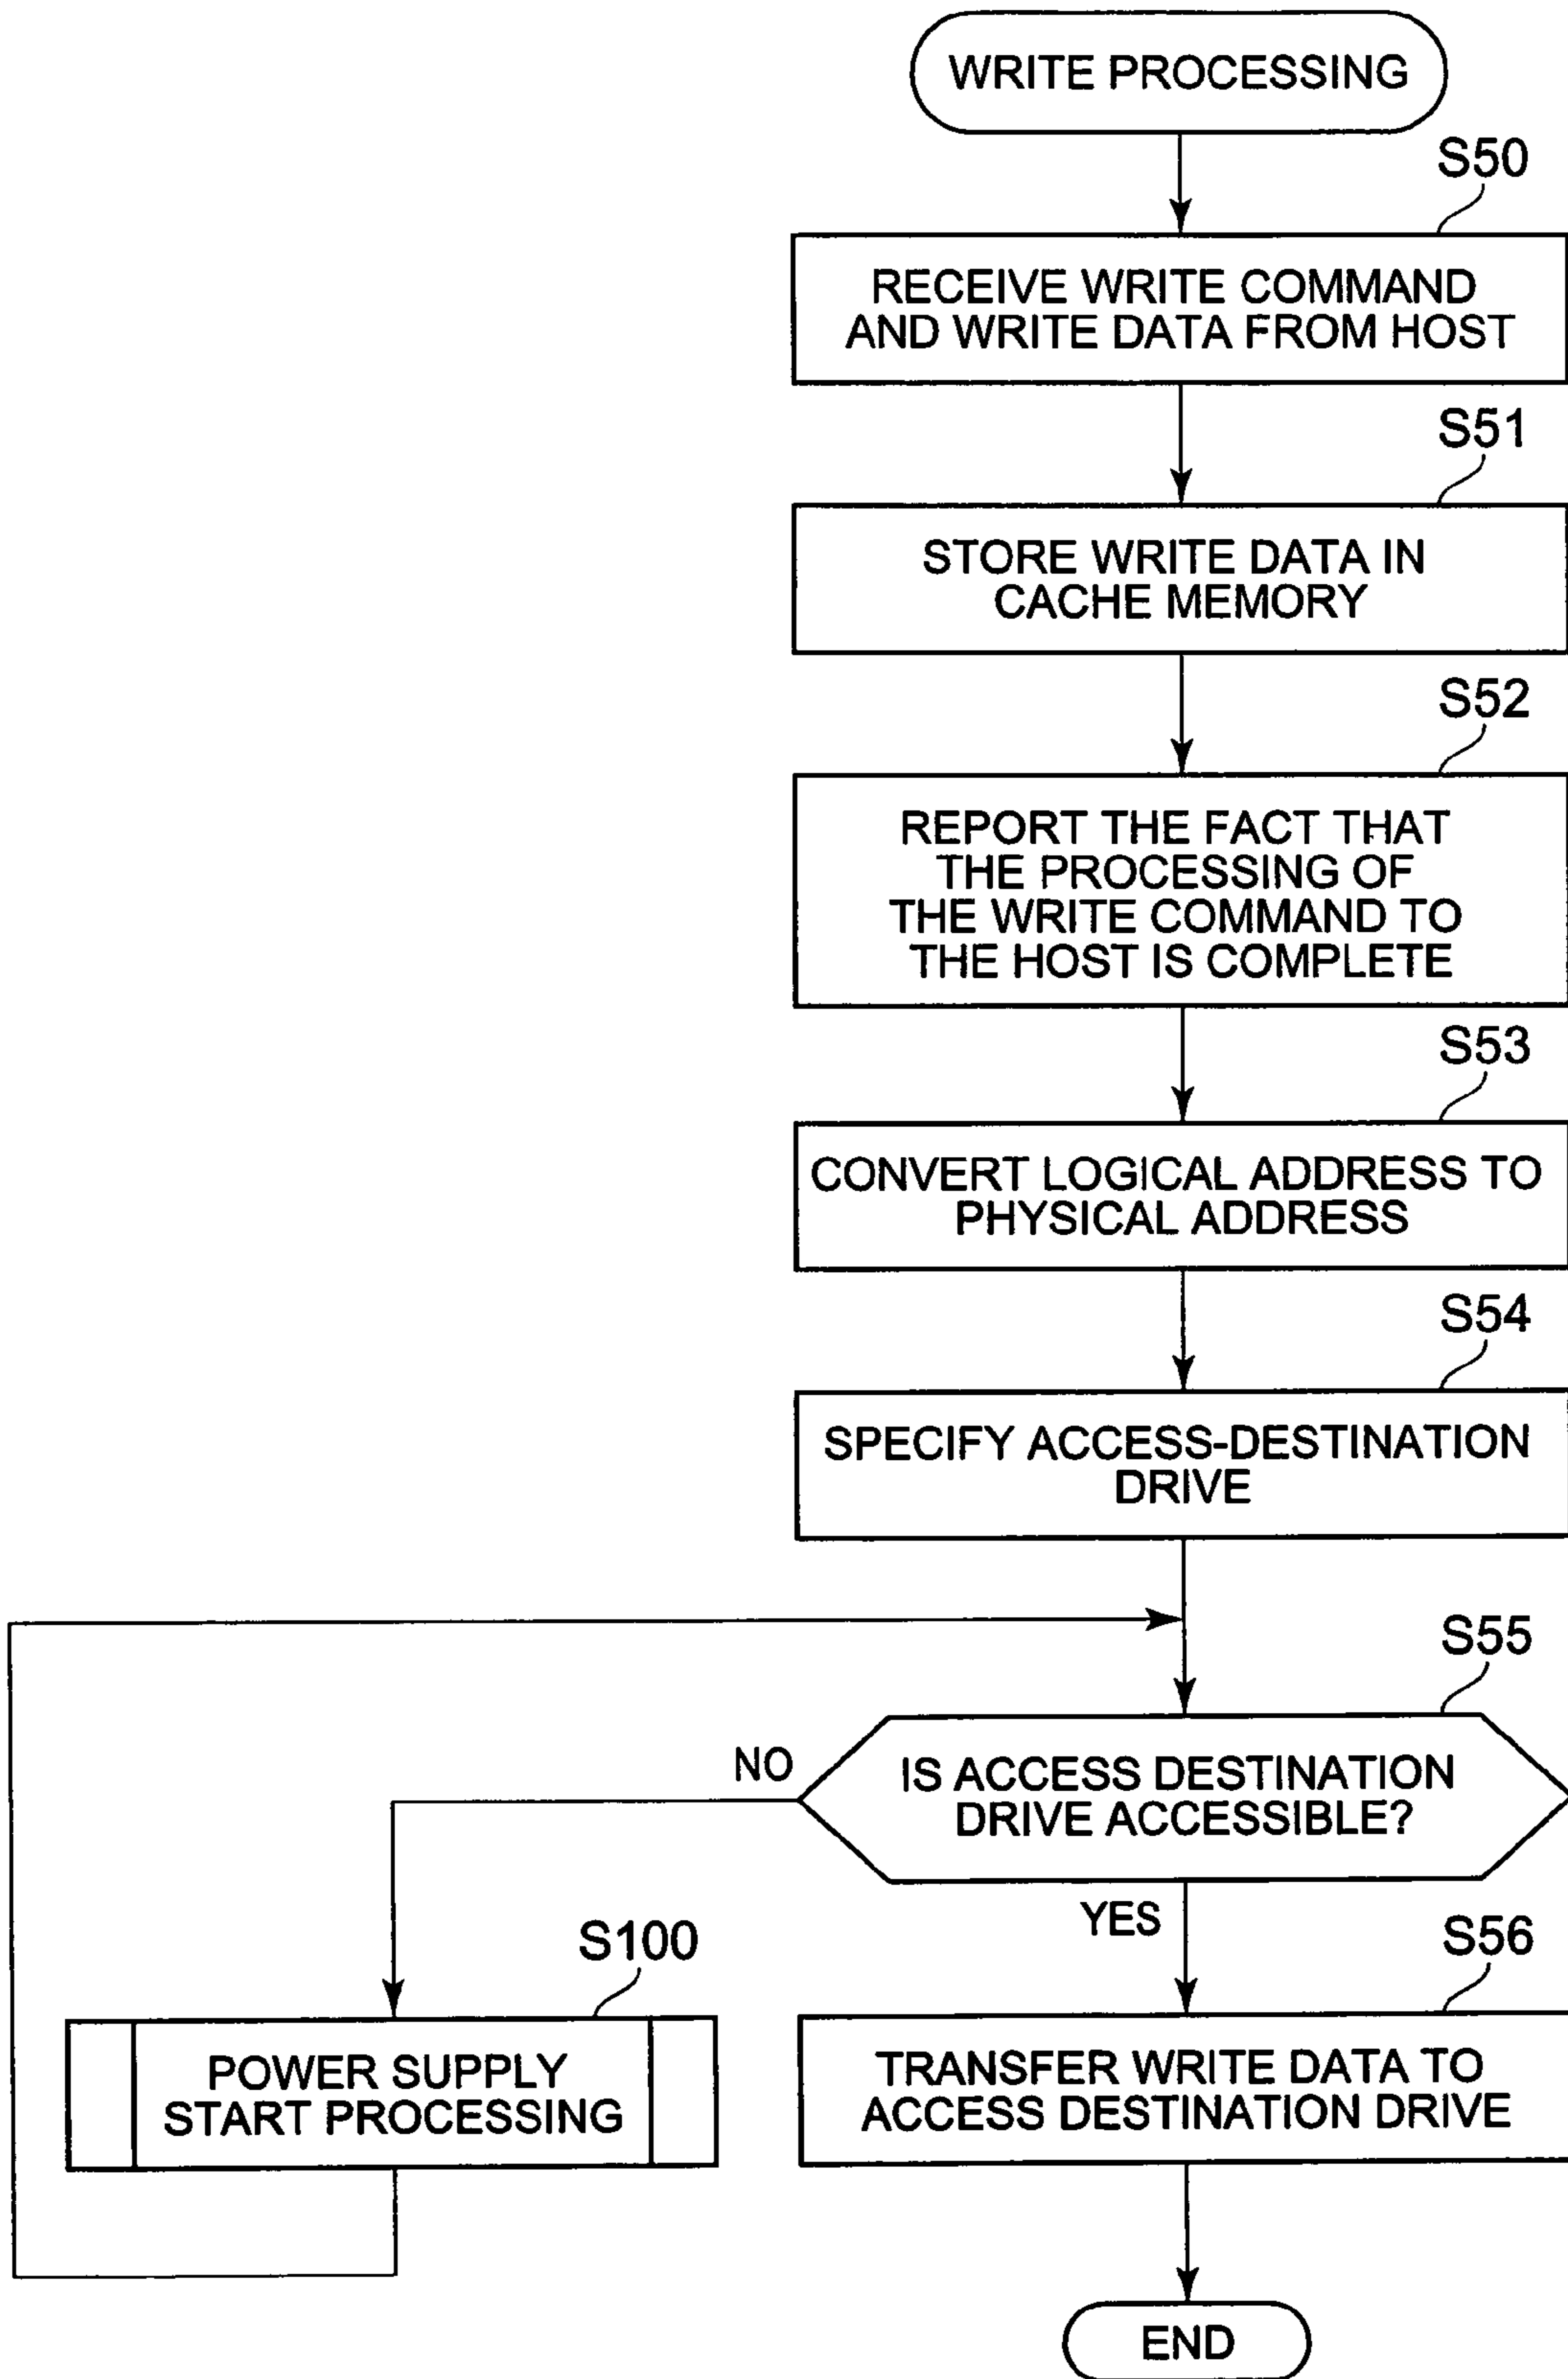 WRITE PROCESSING
S50
RECEIVE WRITE COMMAND
AND WRITE DATA FROM HOST
S51
STORE WRITE DATA IN
CACHE MEMORY
S52
REPORT THE FACT THAT
THE PROCESSING OF
THE WRITE COMMAND TO
THE HOST IS COMPLETE
S53
CONVERT LOGICAL ADDRESS TO
PHYSICAL ADDRESS
S54
SPECIFY ACCESS-DESTINATION
DRIVE
S55
IS ACCESS DESTINATION
DRIVE ACCESSIBLE?
NO
YES
S100
POWER SUPPLY
START PROCESSING
S56
TRANSFER WRITE DATA TO
ACCESS DESTINATION DRIVE
END